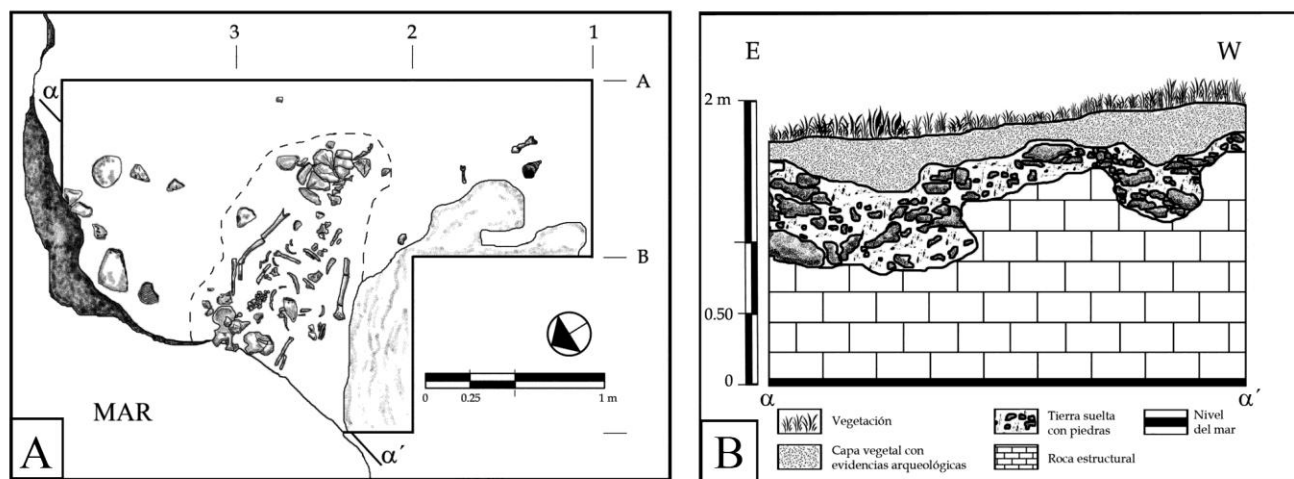 3
2
1
A
B
α
α´
MAR
0
0.25
1 m
A
E
W
2 m
0.50
0
α
α´
Vegetación
Capa vegetal con
evidencias arqueológicas
Tierra suelta
con piedras
Roca estructural
Nivel
del mar
B